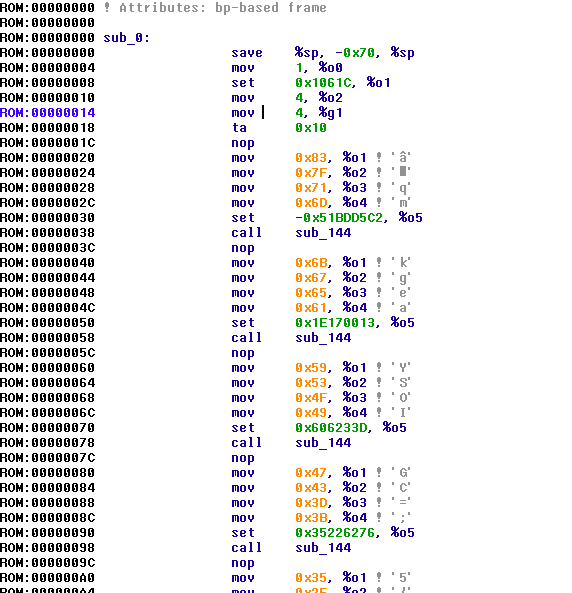 ROM:00000000 ! Attributes: bp-based frame
ROM:00000000
ROM:00000000 sub_0:
ROM:00000000 save %sp, -0x70, %sp
ROM:00000004 mov 1, %o0
ROM:00000008 set 0x1061C, %o1
ROM:00000010 mov 4, %o2
ROM:00000014 mov 4, %g1
ROM:00000018 ta 0x10
ROM:0000001C nop
ROM:00000020 mov 0x83, %o1 ! 'â'
ROM:00000024 mov 0x7F, %o2 ! '█'
ROM:00000028 mov 0x71, %o3 ! 'q'
ROM:0000002C mov 0x6D, %o4 ! 'm'
ROM:00000030 set -0x51BDD5C2, %o5
ROM:00000038 call sub_144
ROM:0000003C nop
ROM:00000040 mov 0x6B, %o1 ! 'k'
ROM:00000044 mov 0x67, %o2 ! 'g'
ROM:00000048 mov 0x65, %o3 ! 'e'
ROM:0000004C mov 0x61, %o4 ! 'a'
ROM:00000050 set 0x1E170013, %o5
ROM:00000058 call sub_144
ROM:0000005C nop
ROM:00000060 mov 0x59, %o1 ! 'Y'
ROM:00000064 mov 0x53, %o2 ! 'S'
ROM:00000068 mov 0x4F, %o3 ! 'O'
ROM:0000006C mov 0x49, %o4 ! 'I'
ROM:00000070 set 0x606233D, %o5
ROM:00000078 call sub_144
ROM:0000007C nop
ROM:00000080 mov 0x47, %o1 ! 'G'
ROM:00000084 mov 0x43, %o2 ! 'C'
ROM:00000088 mov 0x3D, %o3 ! '='
ROM:0000008C mov 0x3B, %o4 ! ';'
ROM:00000090 set 0x35226276, %o5
ROM:00000098 call sub_144
ROM:0000009C nop
ROM:000000A0 mov 0x35, %o1 ! '5'
ROM:000000A4 mov 0x2F, %o2 ! '/'